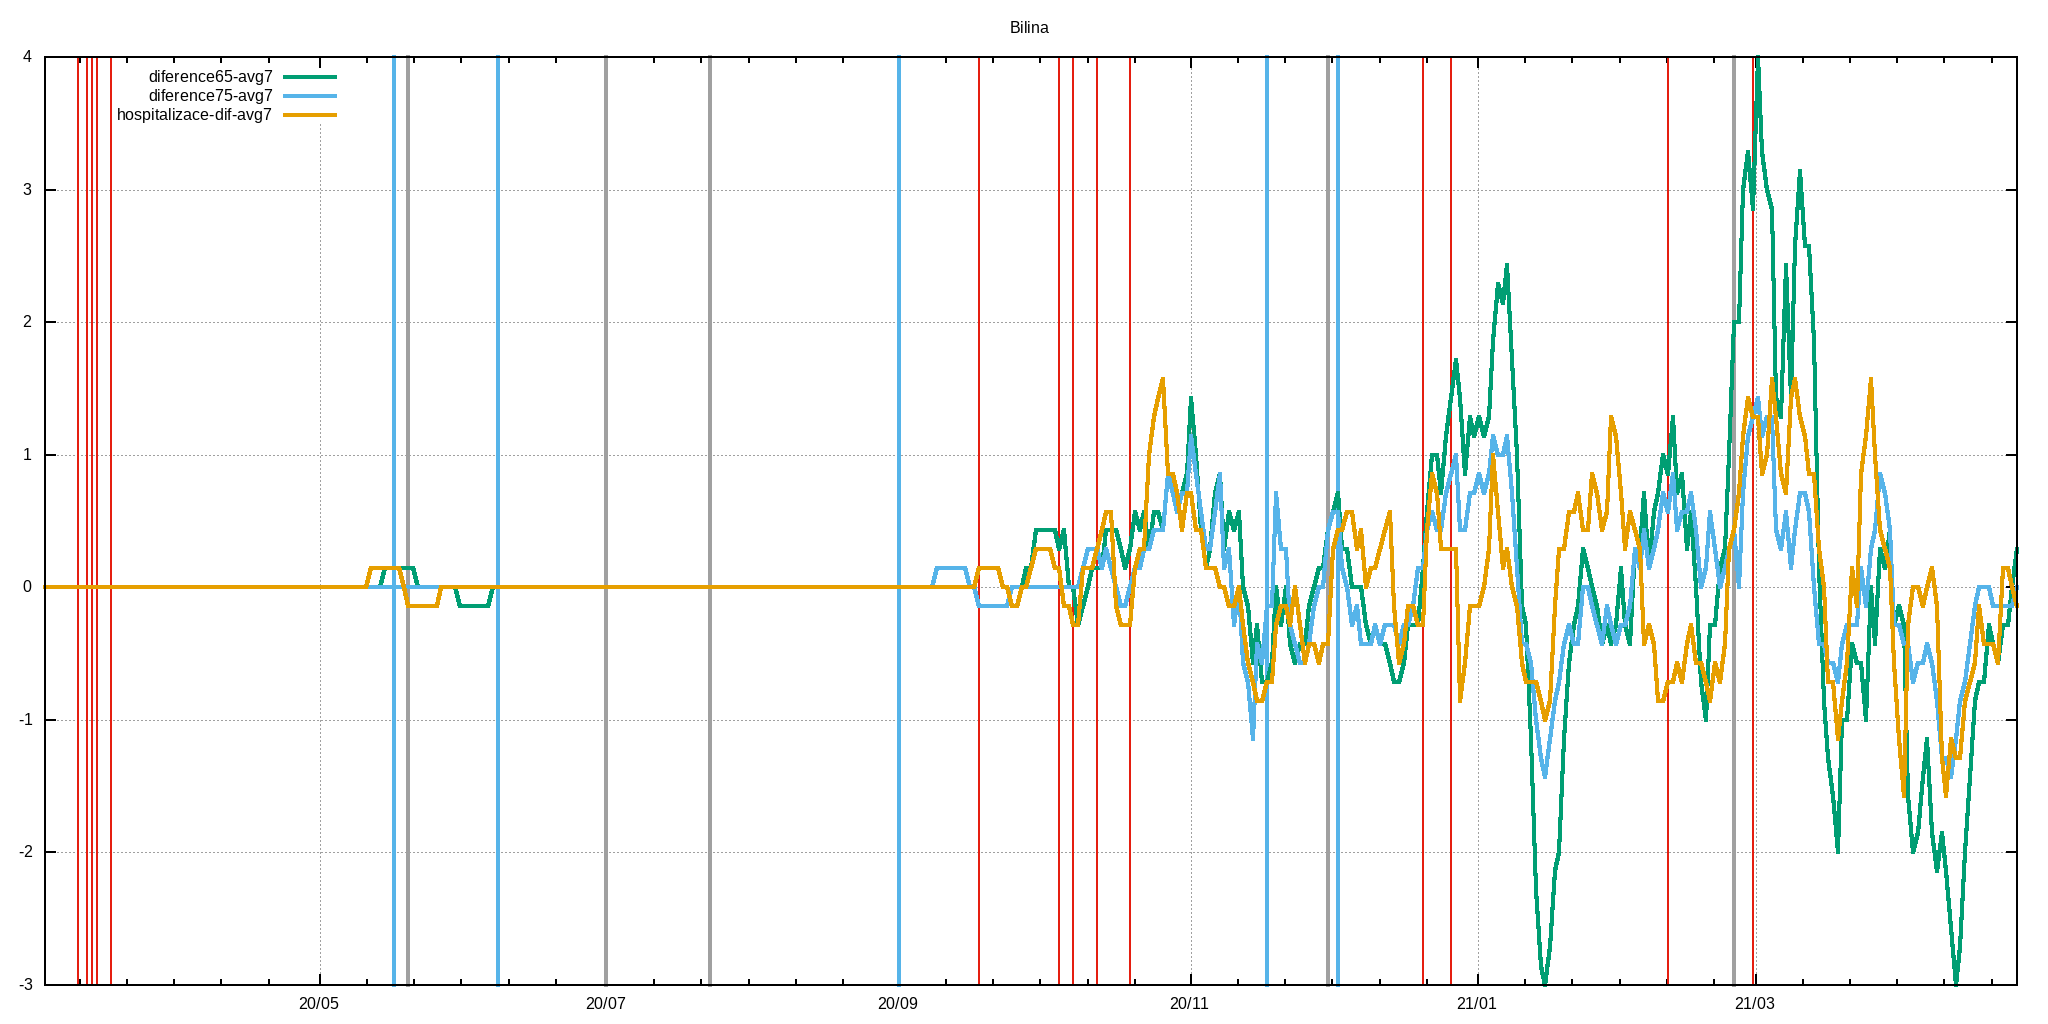 Bilina
diference65-avg7
diference75-avg7
hospitalizace-dif-avg7
4
3
2
1
0
-1
-2
-3
20/05 20/07 20/09 20/11 21/01 21/03